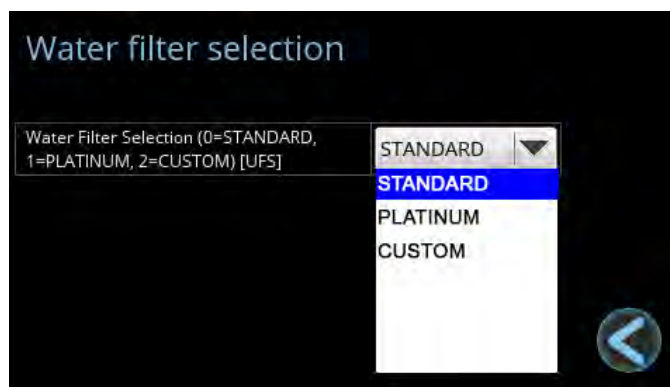 Water filter selection
Water Filter Selection (0=STANDARD,
1=PLATINUM, 2=CUSTOM) [UFS]
STANDARD
STANDARD
PLATINUM
CUSTOM